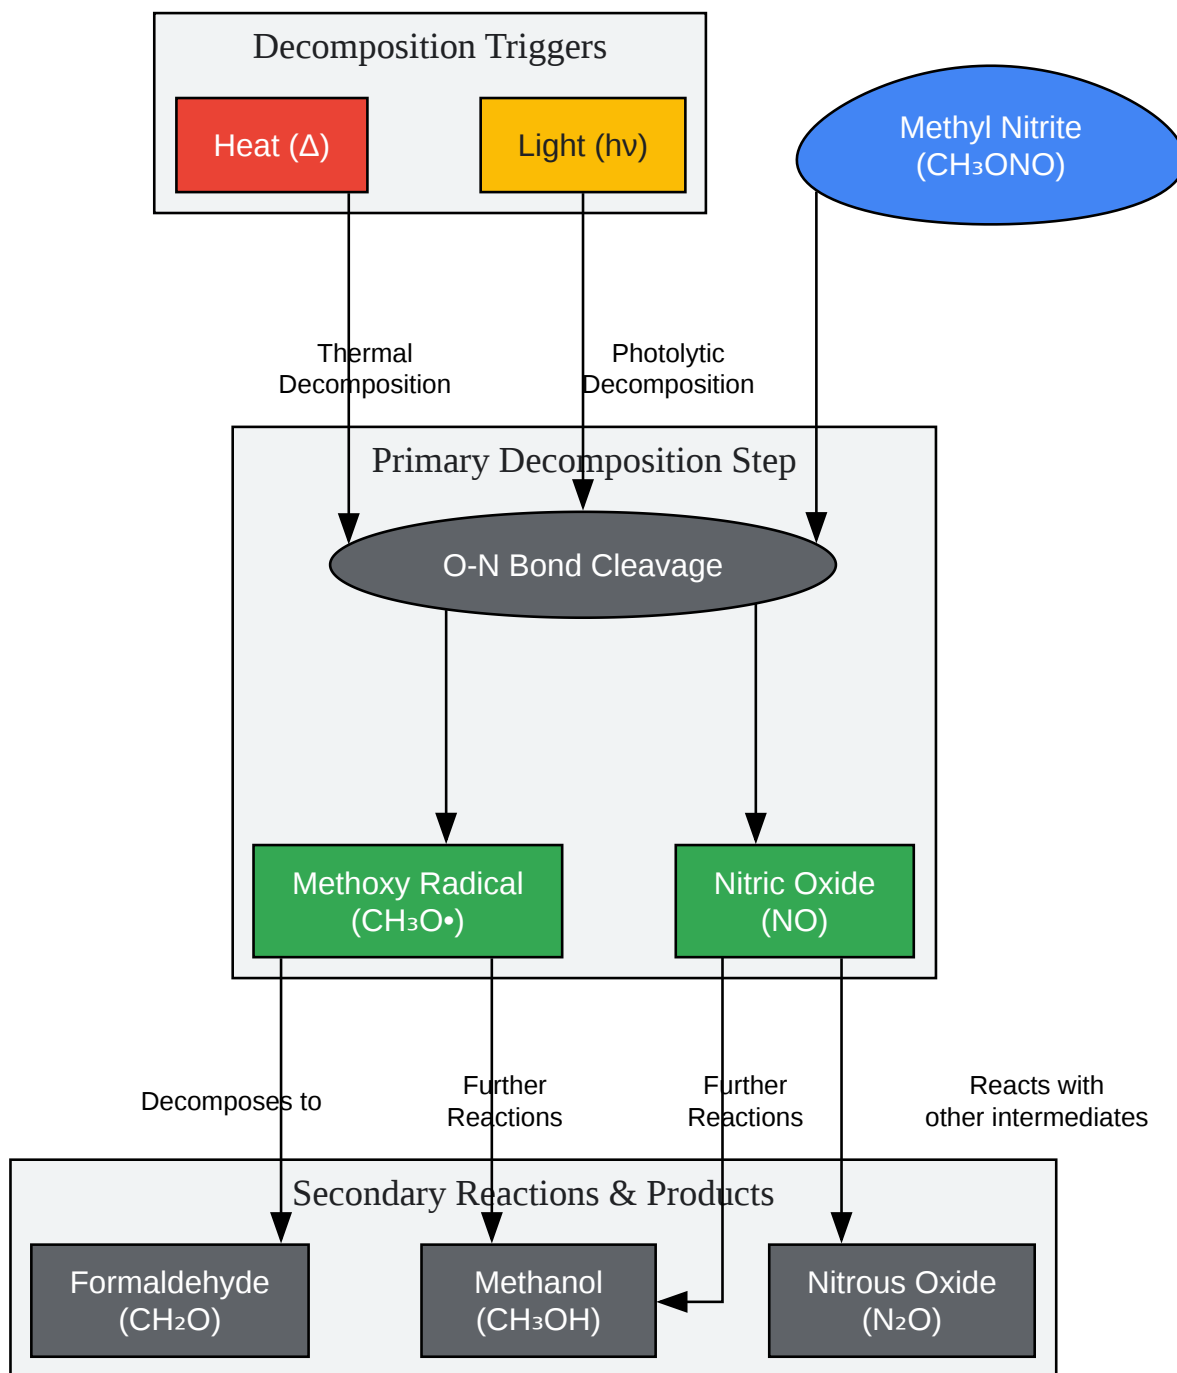 Decomposition Triggers
Heat (Δ)
Light (hν)
Methyl Nitrite
(CH₃ONO)
Thermal
Decomposition
Photolytic
Decomposition
Primary Decomposition Step
O-N Bond Cleavage
Methoxy Radical
(CH₃O•)
Nitric Oxide
(NO)
Decomposes to
Further
Reactions
Further
Reactions
Reacts with
other intermediates
Secondary Reactions & Products
Formaldehyde
(CH₂O)
Methanol
(CH₃OH)
Nitrous Oxide
(N₂O)